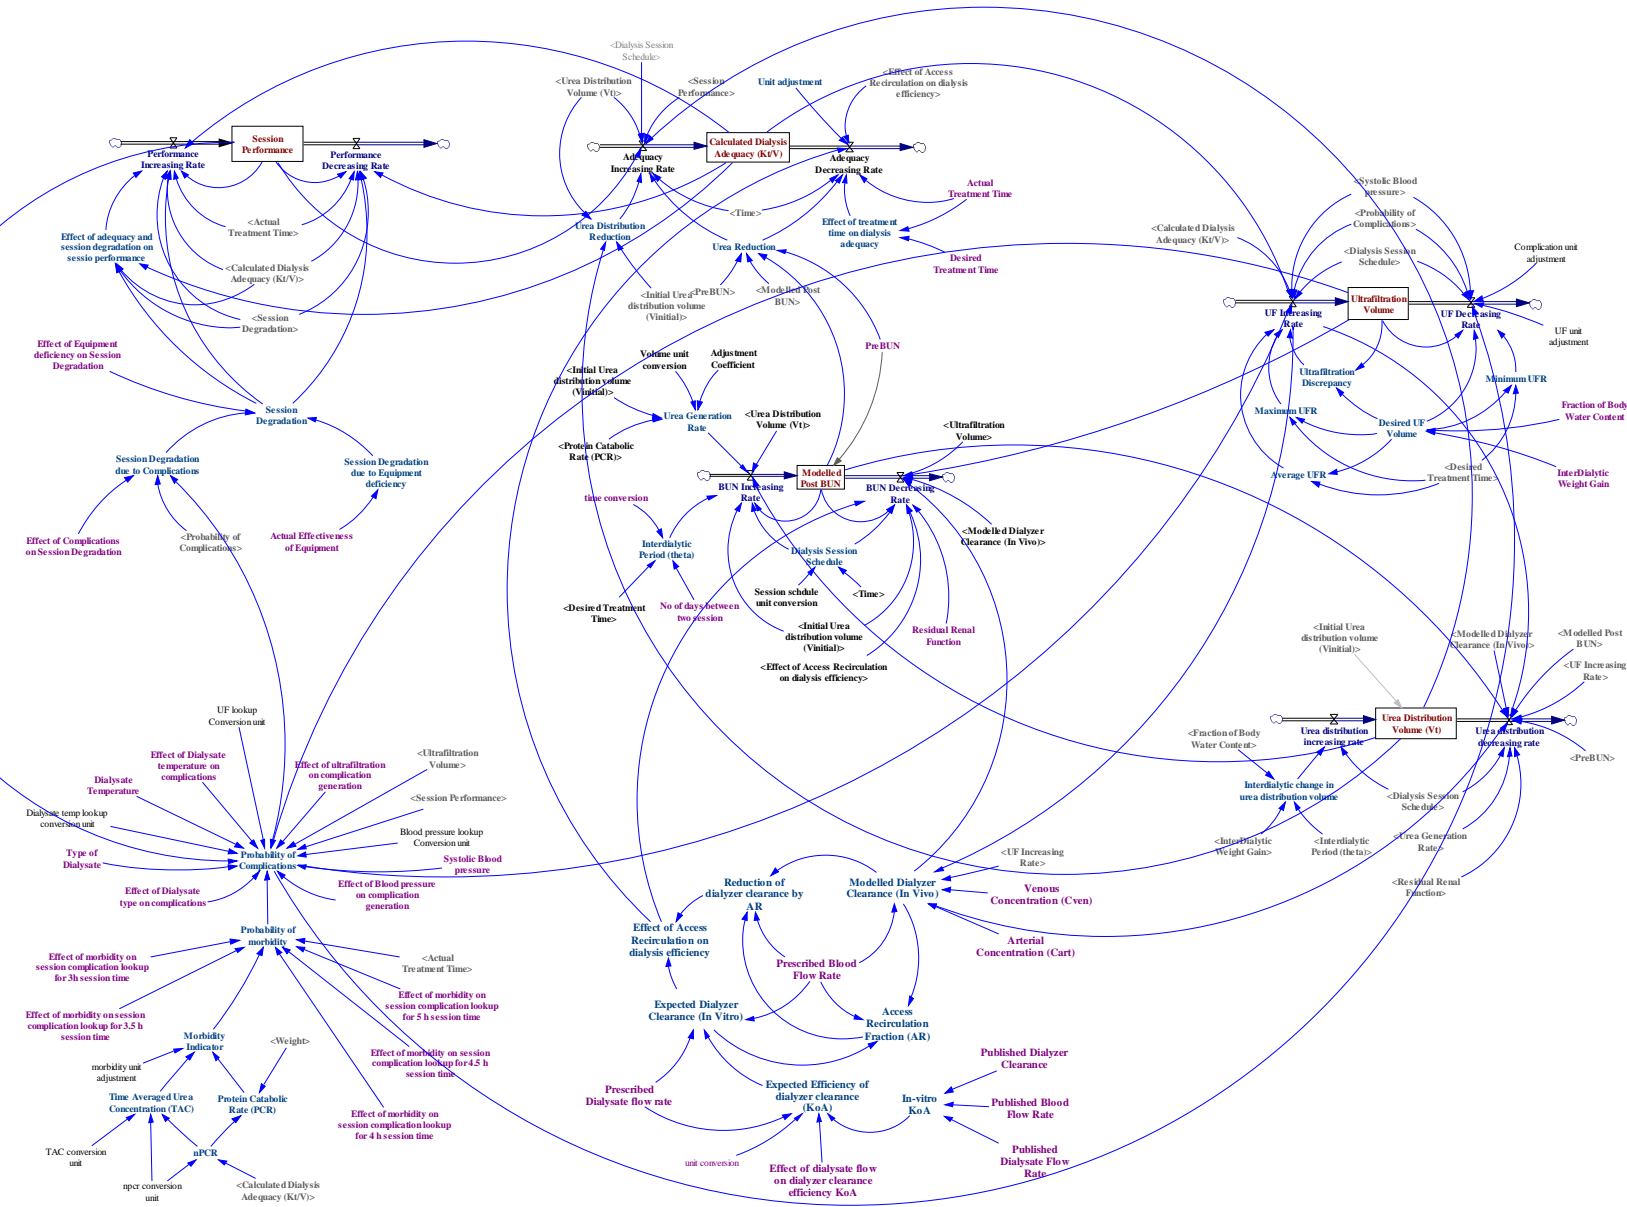 <Dialysis Session
Schedule>
<Urea Distribution
Volume (Vt)>
<Session
Performance>
Unit adjustment
<Effect of Access
Recirculation on dialysis
efficiency>
Session
Performance
Performance
Increasing Rate
Performance
Decreasing Rate
Calculated Dialysis
Adequacy (Kt/V)
Adequacy
Increasing Rate
Adequacy
Decreasing Rate
Actual
Treatment Time
<Time>
<Actual
Treatment Time>
Effect of adequacy and
session degradation on
sessio performance
Urea Distribution
Reduction
Urea Reduction
Effect of treatment
time on dialysis
adequacy
Desired
Treatment Time
<Calculated Dialysis
Adequacy (Kt/V)>
<Initial Urea
distribution volume
(Vinitial)>
<PreBUN>
<Modelled Post
BUN>
<Session
Degradation>
<Systolic Blood
pressure>
<Probability of
Complications>
<Calculated Dialysis
Adequacy (Kt/V)>
<Dialysis Session
Schedule>
Complication unit
adjustment
Ultrafiltration
Volume
UF Increasing
Rate
UF Decreasing
Rate
UF unit
adjustment
Effect of Equipment
deficiency on Session
Degradation
Volume unit
conversion
Adjustment
Coefficient
PreBUN
<Initial Urea
distribution volume
(Vinitial)>
Ultrafiltration
Discrepancy
Minimum UFR
Session
Degradation
Urea Generation
Rate
<Urea Distribution
Volume (Vt)>
<Ultrafiltration
Volume>
Maximum UFR
Desired UF
Volume
Fraction of Body
Water Content
<Protein Catabolic
Rate (PCR)>
Session Degradation
due to Complications
Session Degradation
due to Equipment
deficiency
Modelled
Post BUN
BUN Increasing
Rate
BUN Decreasing
Rate
Average UFR
<Desired
Treatment Time>
InterDialytic
Weight Gain
time conversion
Effect of Complications
on Session Degradation
<Probability of
Complications>
Actual Effectiveness
of Equipment
Interdialytic
Period (theta)
Dialysis Session
Schedule
<Modelled Dialyzer
Clearance (In Vivo)>
Session schdule
unit conversion
<Time>
<Desired Treatment
Time>
No of days between
two session
<Initial Urea
distribution volume
(Vinitial)>
Residual Renal
Function
<Effect of Access Recirculation
on dialysis efficiency>
<Initial Urea
distribution volume
(Vinitial)>
<Modelled Dialyzer
Clearance (In Vivo)>
<Modelled Post
BUN>
<UF Increasing
Rate>
Urea Distribution
Volume (Vt)
Urea distribution
increasing rate
Urea distribution
decreasing rate
<Fraction of Body
Water Content>
<PreBUN>
Interdialytic change in
urea distribution volume
<Dialysis Session
Schedule>
<InterDialytic
Weight Gain>
<Interdialytic
Period (theta)>
<Urea Generation
Rate>
<Residual Renal
Function>
UF lookup
Conversion unit
Effect of Dialysate
temperature on
complications
Effect of ultrafiltration
on complication
generation
<Ultrafiltration
Volume>
Dialysate
Temperature
<Session Performance>
Dialysate temp lookup
conversion unit
Blood pressure lookup
Conversion unit
Type of
Dialysate
Probability of
Complications
Systolic Blood
pressure
Effect of Dialysate
type on complications
Effect of Blood pressure
on complication
generation
Probability of
morbidity
Effect of morbidity on
session complication lookup
for 3h session time
<Actual
Treatment Time>
Effect of morbidity on
session complication lookup
for 5 h session time
Effect of morbidity on session
complication lookup for 3.5 h
session time
Morbidity
Indicator
<Weight>
Effect of morbidity on session
complication lookup for 4.5 h
session time
morbidity unit
adjustment
Time Averaged Urea
Concentration (TAC)
Protein Catabolic
Rate (PCR)
Effect of morbidity on
session complication lookup
for 4 h session time
TAC conversion
unit
nPCR
npcr conversion
unit
<Calculated Dialysis
Adequacy (Kt/V)>
Reduction of
dialyzer clearance by
AR
Modelled Dialyzer
Clearance (In Vivo)
<UF Increasing
Rate>
Venous
Concentration (Cven)
Effect of Access
Recirculation on
dialysis efficiency
Arterial
Concentration (Cart)
Prescribed Blood
Flow Rate
Expected Dialyzer
Clearance (In Vitro)
Access
Recirculation
Fraction (AR)
Published Dialyzer
Clearance
Prescribed
Dialysate flow rate
Expected Efficiency of
dialyzer clearance
(KoA)
In-vitro
KoA
Published Blood
Flow Rate
unit conversion
Effect of dialysate flow
on dialyzer clearance
efficiency KoA
Published
Dialysate Flow
Rate